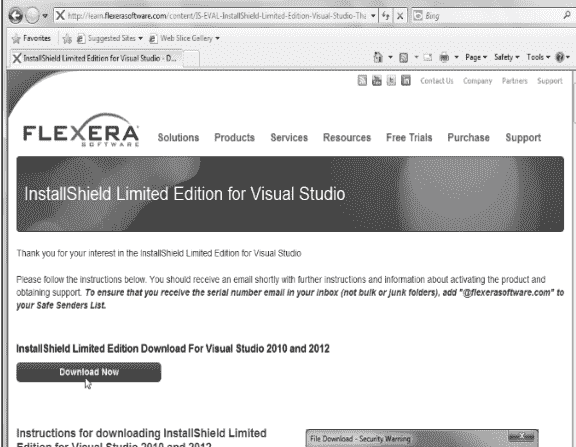 http://learn.flexerasoftware.com/content/IS-EVAL-InstallShield-Limited-Edition-Visual-Studio-Tha
Bing
Favorites Suggested Sites Web Slice Gallery
InstallShield Limited Edition for Visual Studio - D...
Page Safety Tools
Contact Us Company Partners Support
FLEXERA
SOFTWARE
Solutions Products Services Resources Free Trials Purchase Support
InstallShield Limited Edition for Visual Studio
Thank you for your interest in the InstallShield Limited Edition for Visual Studio
Please follow the instructions below. You should receive an email shortly with further instructions and information about activating the product and
obtaining support. To ensure that you receive the serial number email in your inbox (not bulk or junk folders), add "@flexerasoftware.com" to
your Safe Senders List.
InstallShield Limited Edition Download For Visual Studio 2010 and 2012
Download Now
Instructions for downloading InstallShield Limited
Edition for Visual Studio 2010 and 2012
File Download - Security Warning